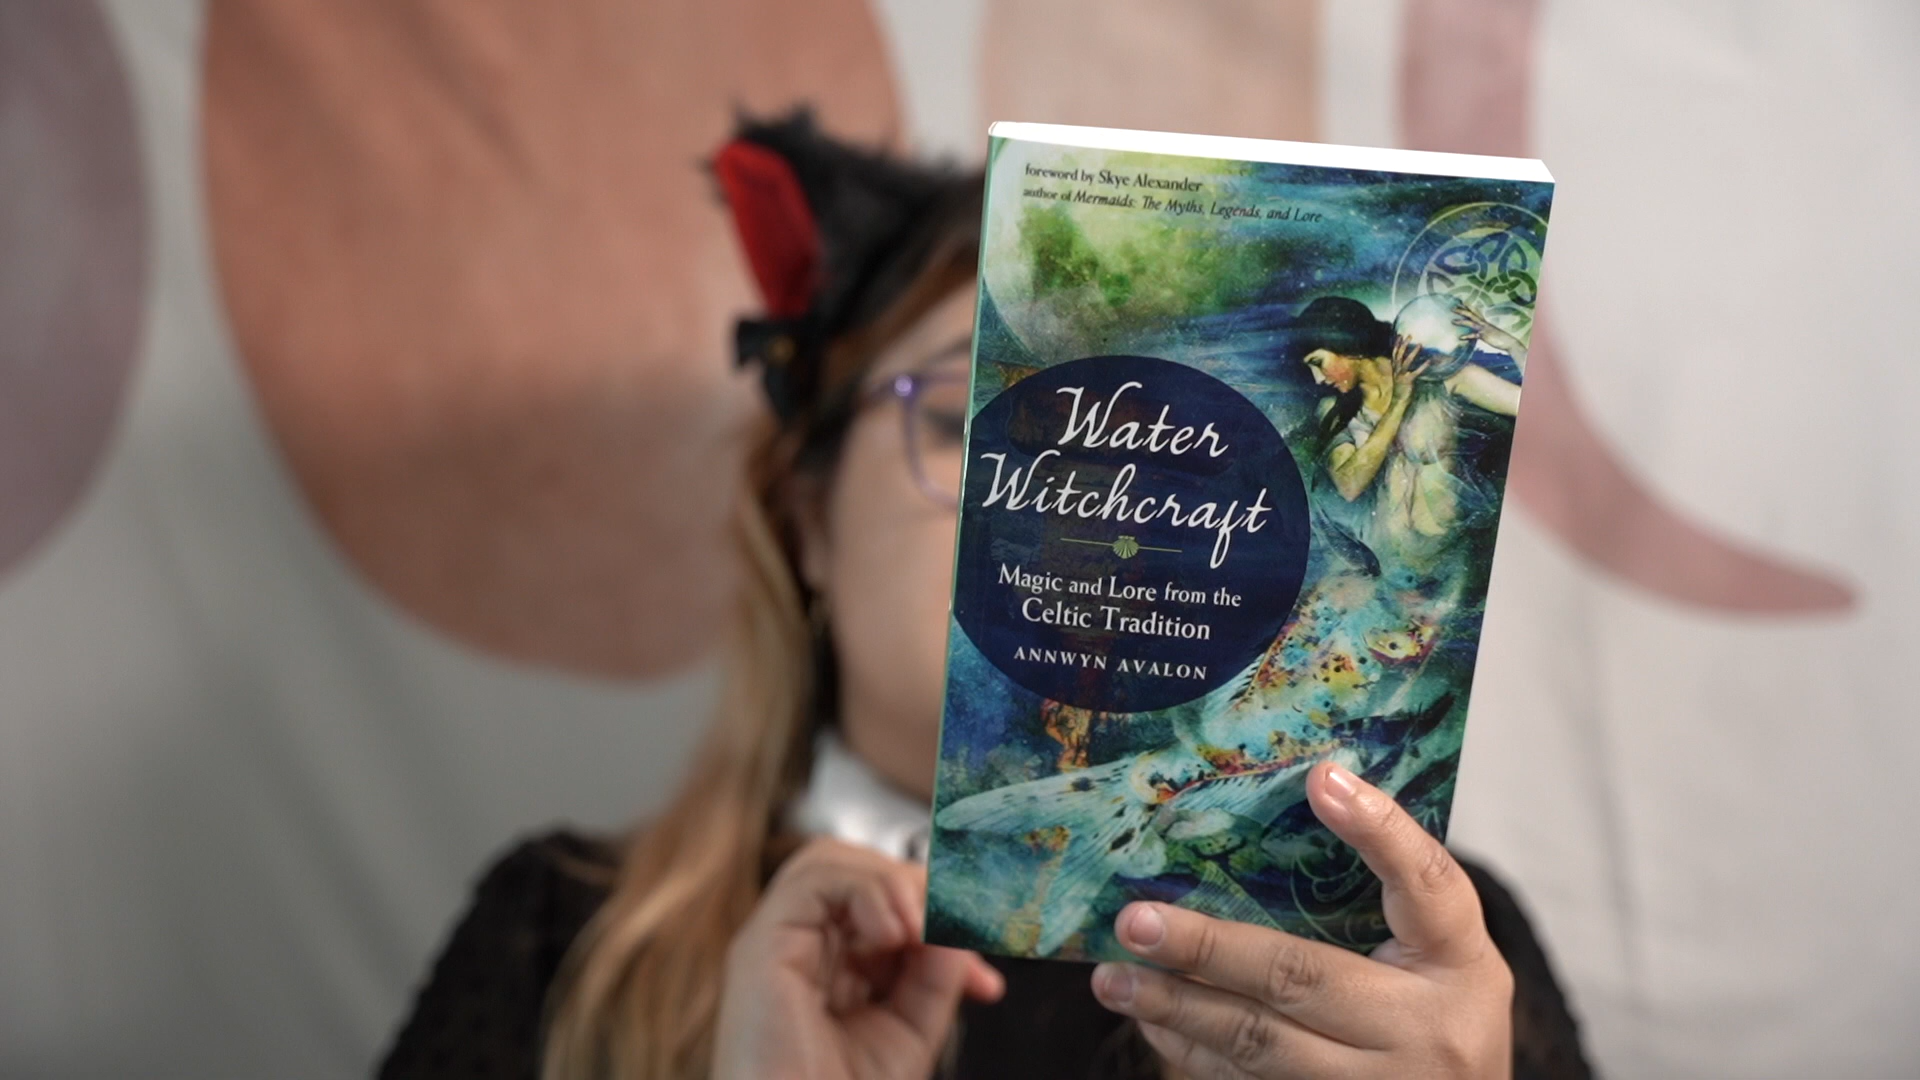 foreword by Skye Alexander
author of Mermaids: The Myths, Legends, and Lore
Water
Witchcraft
Magic and Lore from the
Celtic Tradition
ANNWYN AVALON